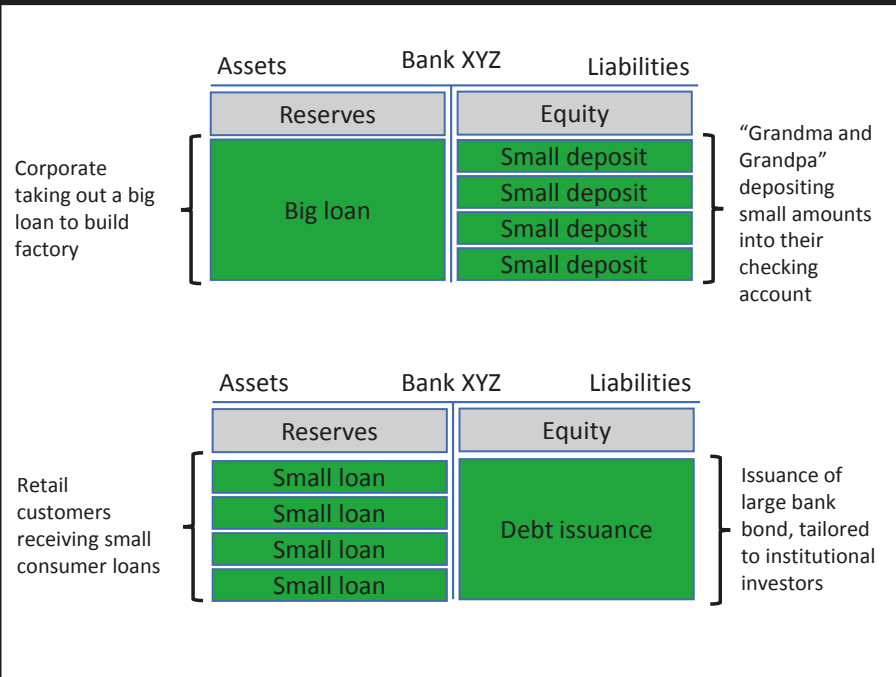 Assets Bank XYZ Liabilities
Reserves Equity
Corporate
taking out a big
loan to build
factory
Big loan
Small deposit
Small deposit
Small deposit
Small deposit
“Grandma and
Grandpa”
depositing
small amounts
into their
checking
account
Assets Bank XYZ Liabilities
Reserves Equity
Retail
customers
receiving small
consumer loans
Small loan
Small loan
Small loan
Small loan
Debt issuance
Issuance of
large bank
bond, tailored
to institutional
investors